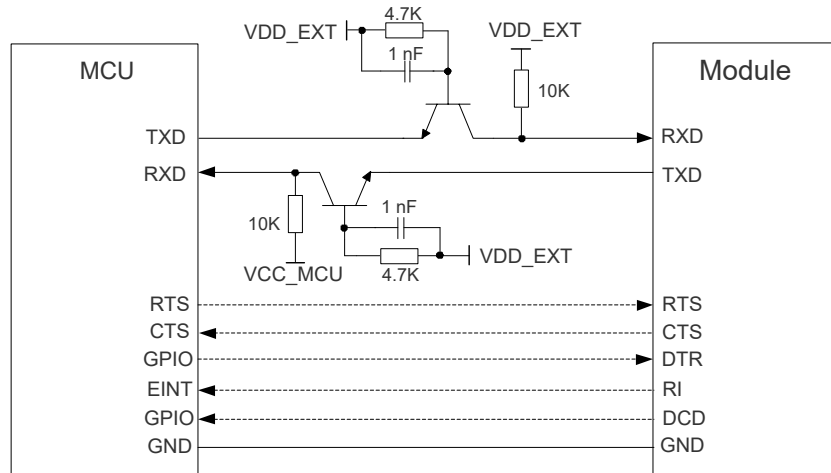 4.7K
VDD_EXT
VDD_EXT
1 nF
MCU
Module
10K
TXD
RXD
RXD
TXD
1 nF
10K
VDD_EXT
4.7K
VCC_MCU
RTS
RTS
CTS
CTS
GPIO
DTR
EINT
RI
GPIO
DCD
GND
GND